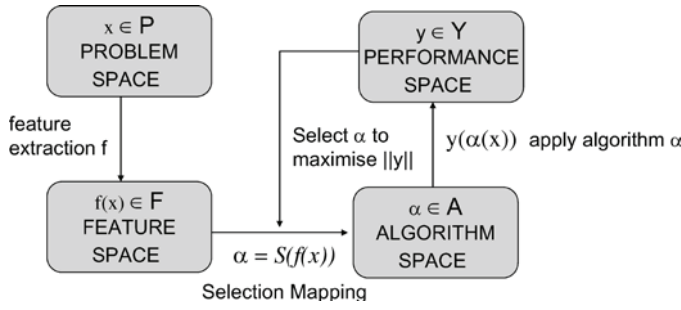 x ∈ P
PROBLEM
SPACE
y ∈ Y
PERFORMANCE
SPACE
feature
extraction f
Select α to
maximise ||y||
y(α(x)) apply algorithm α
f(x) ∈ F
FEATURE
SPACE
α = S(f(x))
Selection Mapping
α ∈ A
ALGORITHM
SPACE